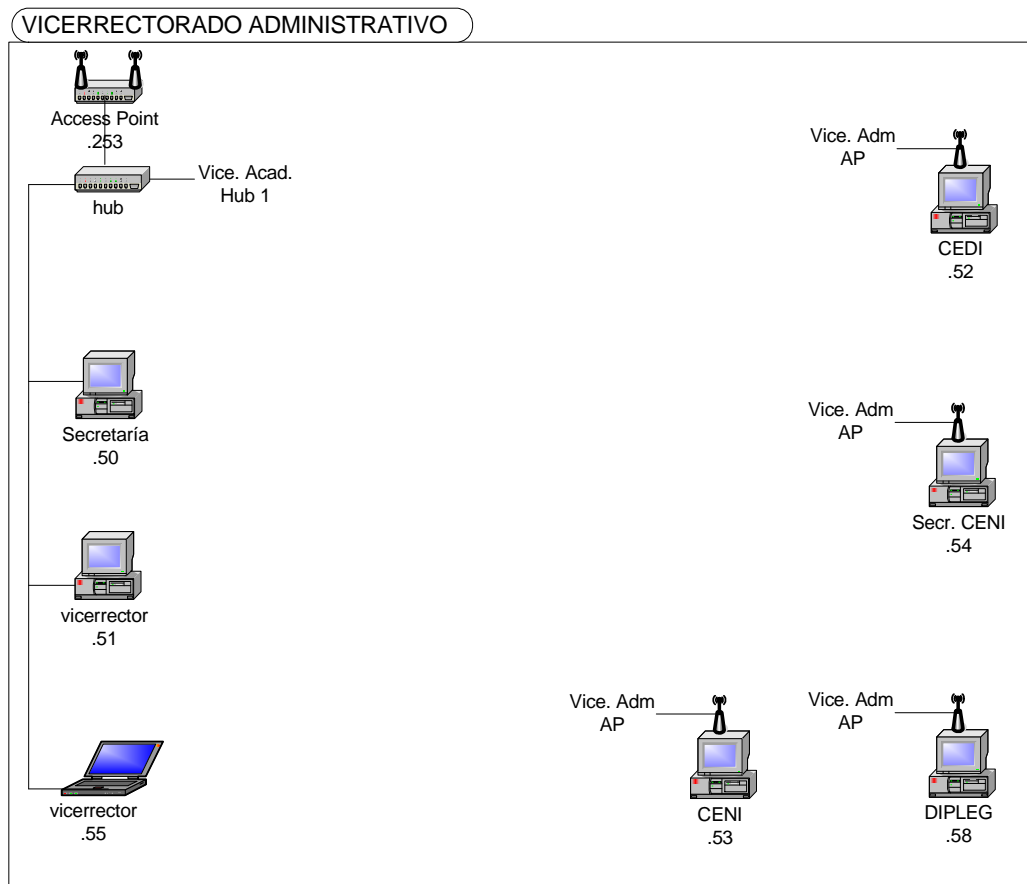 VICERRECTORADO ADMINISTRATIVO
Access Point
.253
hub
Vice. Acad.
Hub 1
Secretaría
.50
vicerrector
.51
vicerrector
.55
Vice. Adm
AP
CEDI
.52
Vice. Adm
AP
Secr. CENI
.54
Vice. Adm
AP
CENI
.53
Vice. Adm
AP
DIPLEG
.58